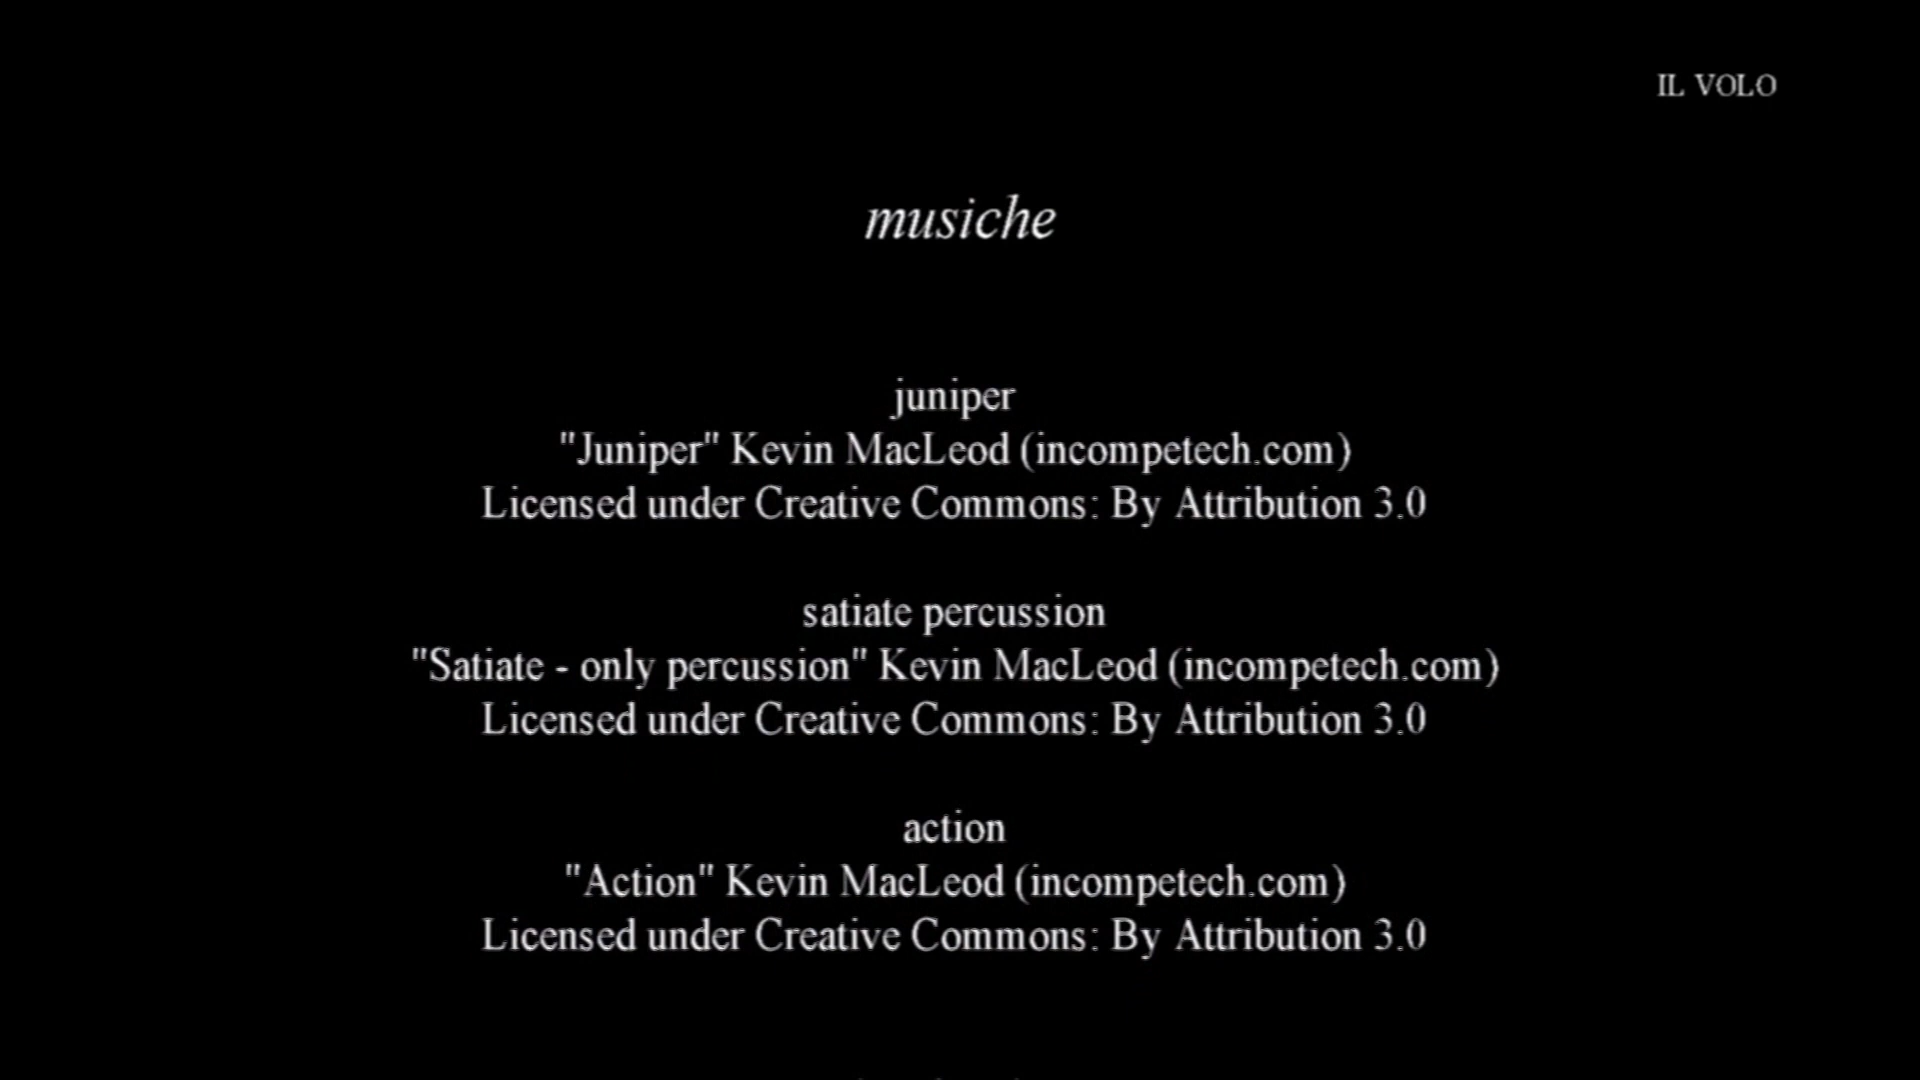 IL VOLO
musiche
juniper
"Juniper" Kevin MacLeod (incompetech.com)
Licensed under Creative Commons: By Attribution 3.0
satiate percussion
"Satiate - only percussion" Kevin MacLeod (incompetech.com)
Licensed under Creative Commons: By Attribution 3.0
action
"Action" Kevin MacLeod (incompetech.com)
Licensed under Creative Commons: By Attribution 3.0